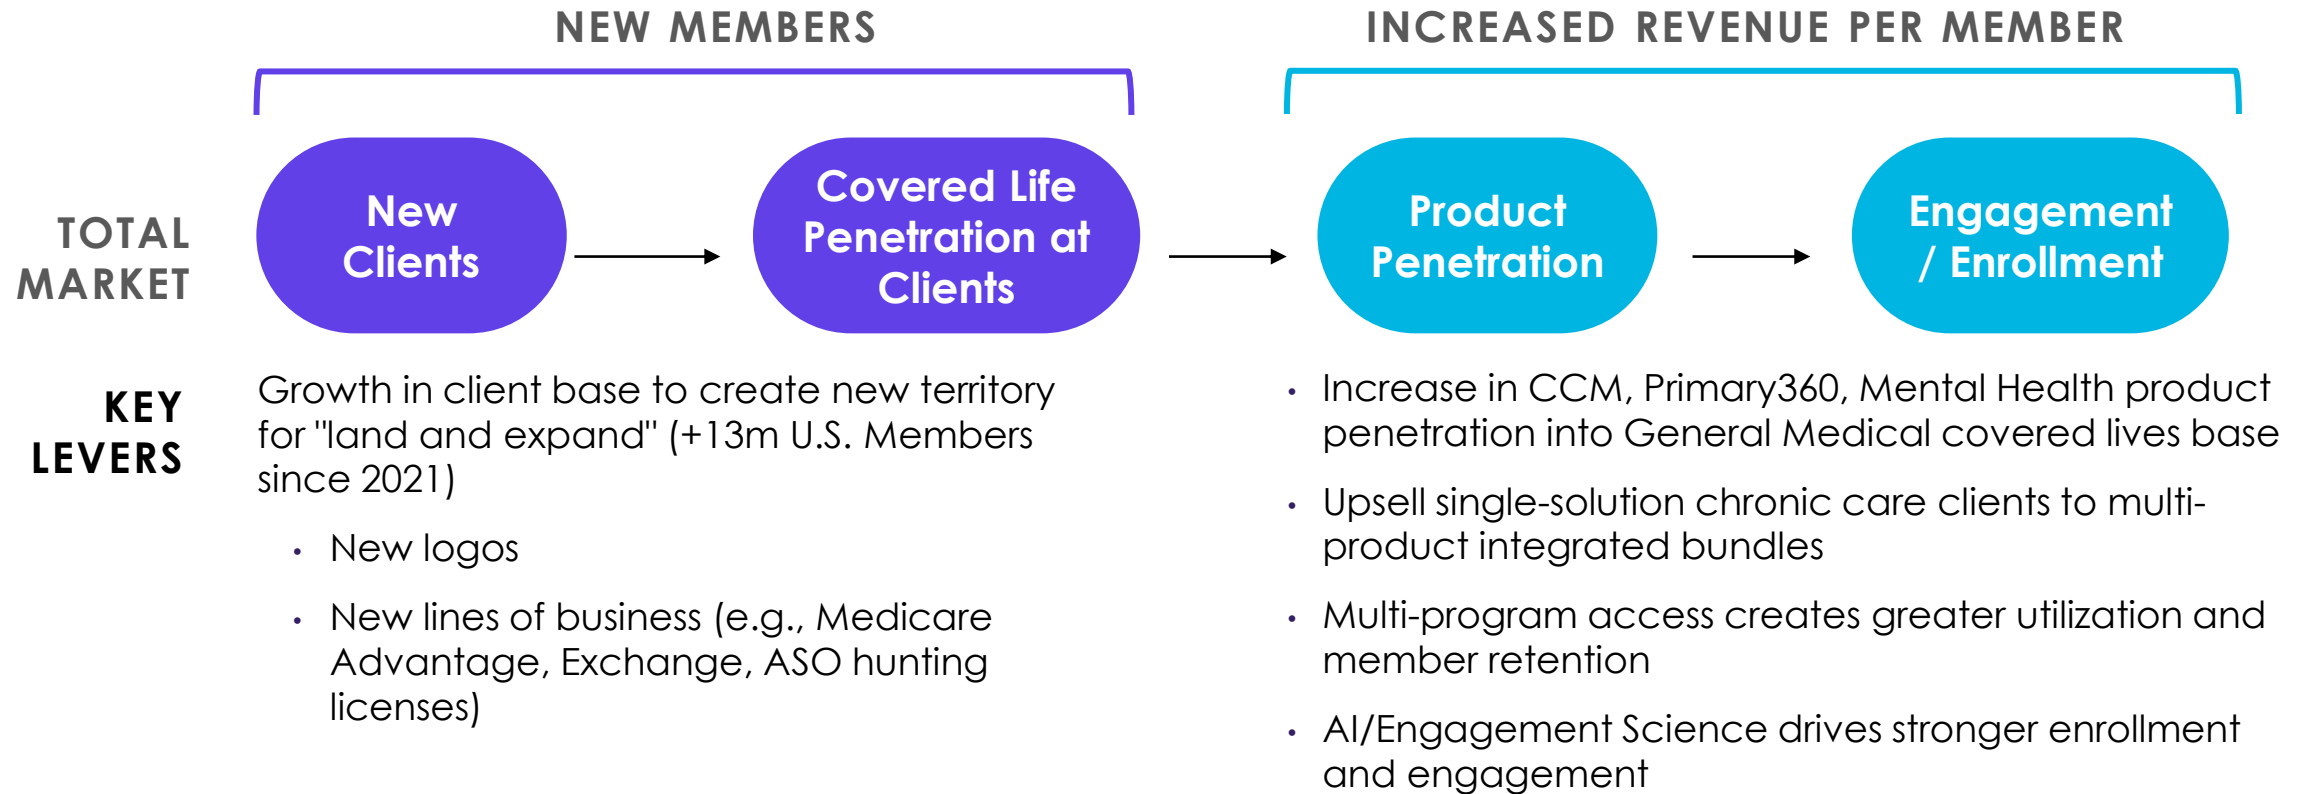 NEW MEMBERS
INCREASED REVENUE PER MEMBER
TOTAL
MARKET
New
Clients
Covered Life
Penetration at
Clients
Product
Penetration
Engagement
/ Enrollment
KEY
LEVERS
Growth in client base to create new territory
for "land and expand" (+13m U.S. Members
since 2021)
• New logos
• New lines of business (e.g., Medicare
Advantage, Exchange, ASO hunting
licenses)
• Increase in CCM, Primary360, Mental Health product
penetration into General Medical covered lives base
• Upsell single-solution chronic care clients to multi-
product integrated bundles
• Multi-program access creates greater utilization and
member retention
• AI/Engagement Science drives stronger enrollment
and engagement